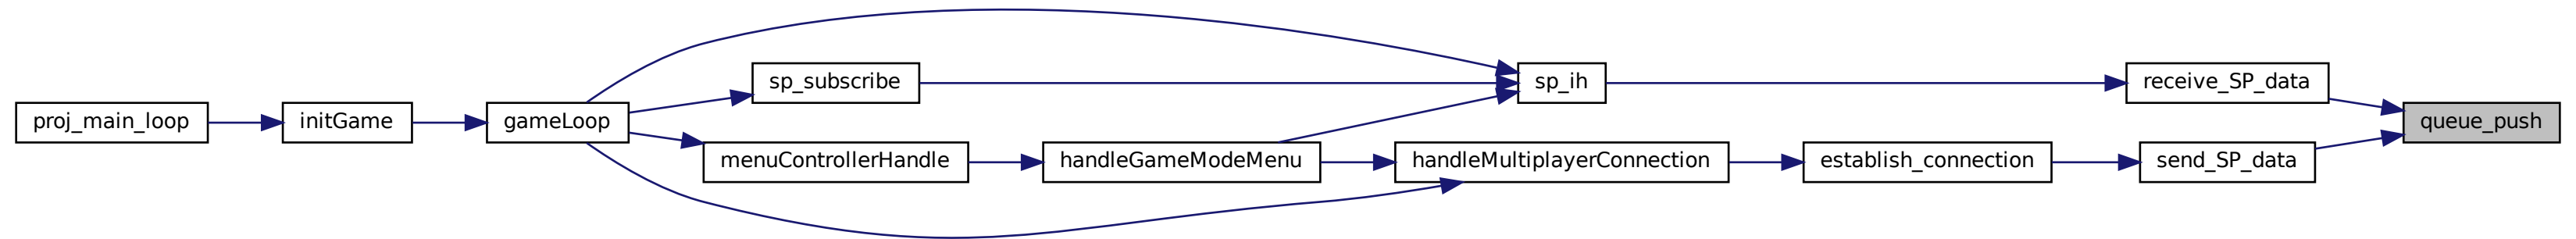 proj_main_loop
initGame
gameLoop
sp_subscribe
menuControllerHandle
handleGameModeMenu
sp_ih
handleMultiplayerConnection
establish_connection
receive_SP_data
send_SP_data
queue_push